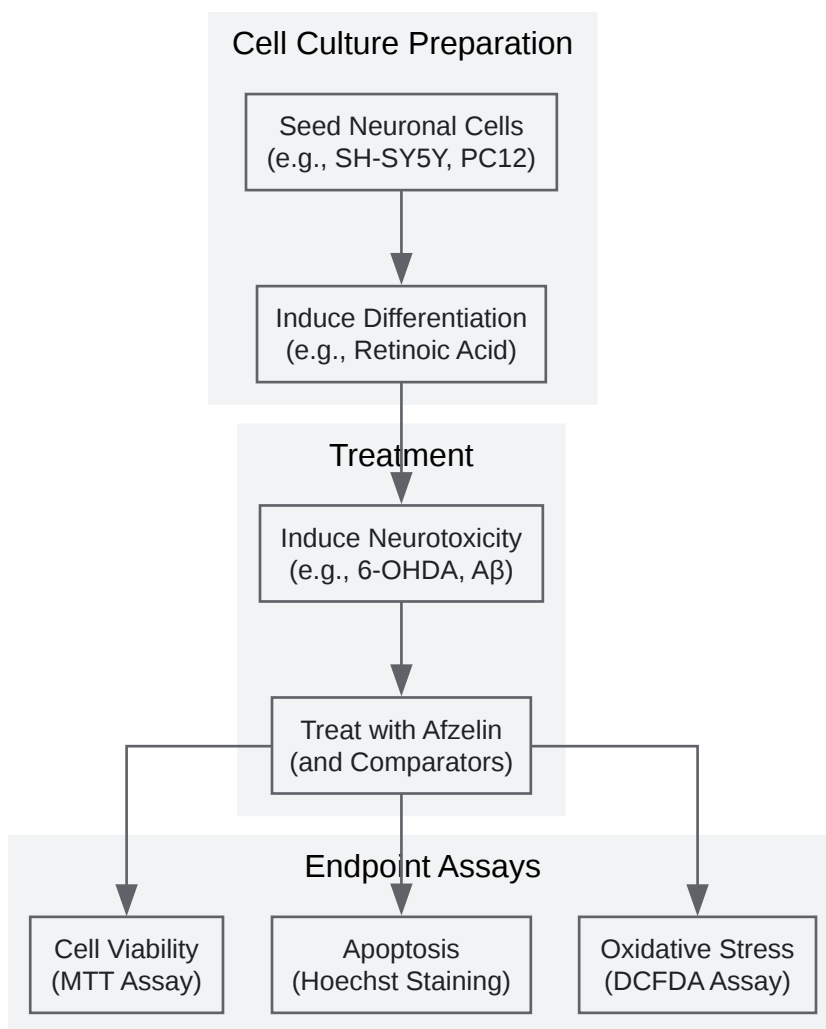 Cell Culture Preparation
Seed Neuronal Cells
(e.g., SH-SY5Y, PC12)
Induce Differentiation
(e.g., Retinoic Acid)
Treatment
Induce Neurotoxicity
(e.g., 6-OHDA, Aβ)
Treat with Afzelin
(and Comparators)
Endpoint Assays
Cell Viability
(MTT Assay)
Apoptosis
(Hoechst Staining)
Oxidative Stress
(DCFDA Assay)